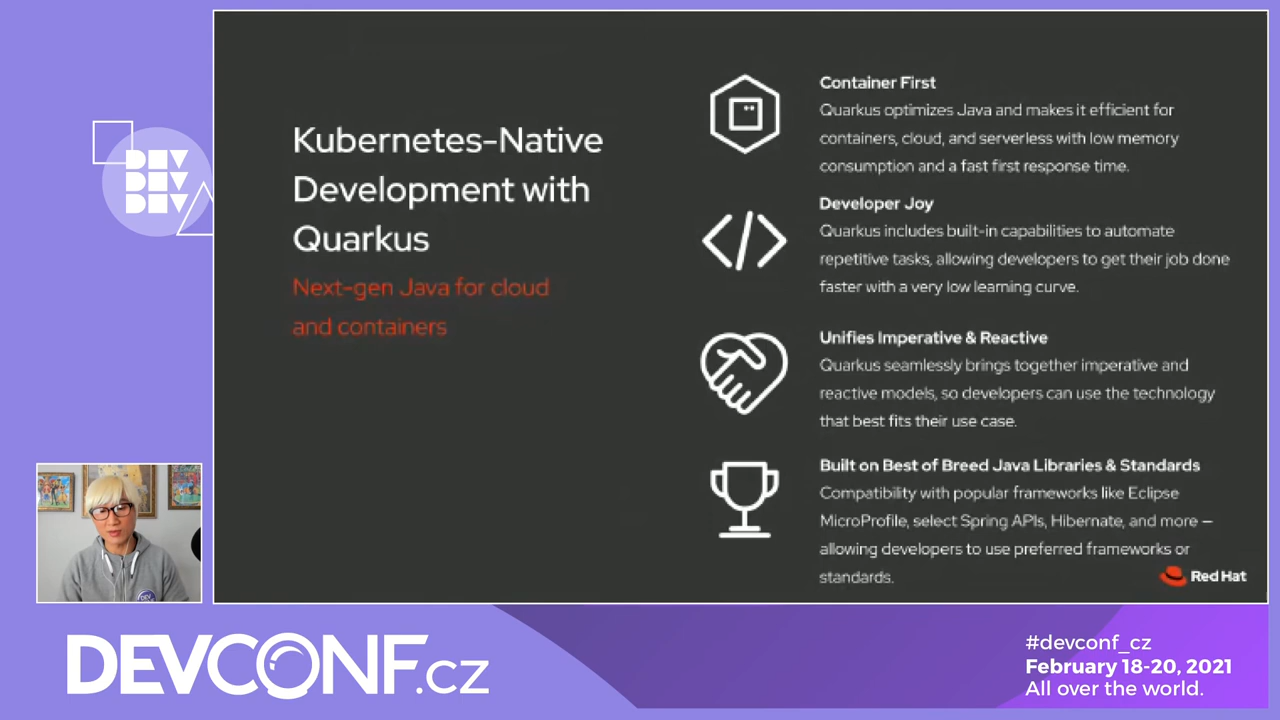 Kubernetes-Native
Development with
Quarkus
Next-gen Java for cloud
and containers
Container First
Quarkus optimizes Java and makes it efficient for
containers, cloud, and serverless with low memory
consumption and a fast first response time.
Developer Joy
Quarkus includes built-in capabilities to automate
repetitive tasks, allowing developers to get their job done
faster with a very low learning curve.
Unifies Imperative & Reactive
Quarkus seamlessly brings together imperative and
reactive models, so developers can use the technology
that best fits their use case.
Built on Best of Breed Java Libraries & Standards
Compatibility with popular frameworks like Eclipse
MicroProfile, select Spring APIs, Hibernate, and more —
allowing developers to use preferred frameworks or
standards.
Red Hat
DEV
DEV
DEV
DEVCONF.cz
#devconf_cz
February 18-20, 2021
All over the world.